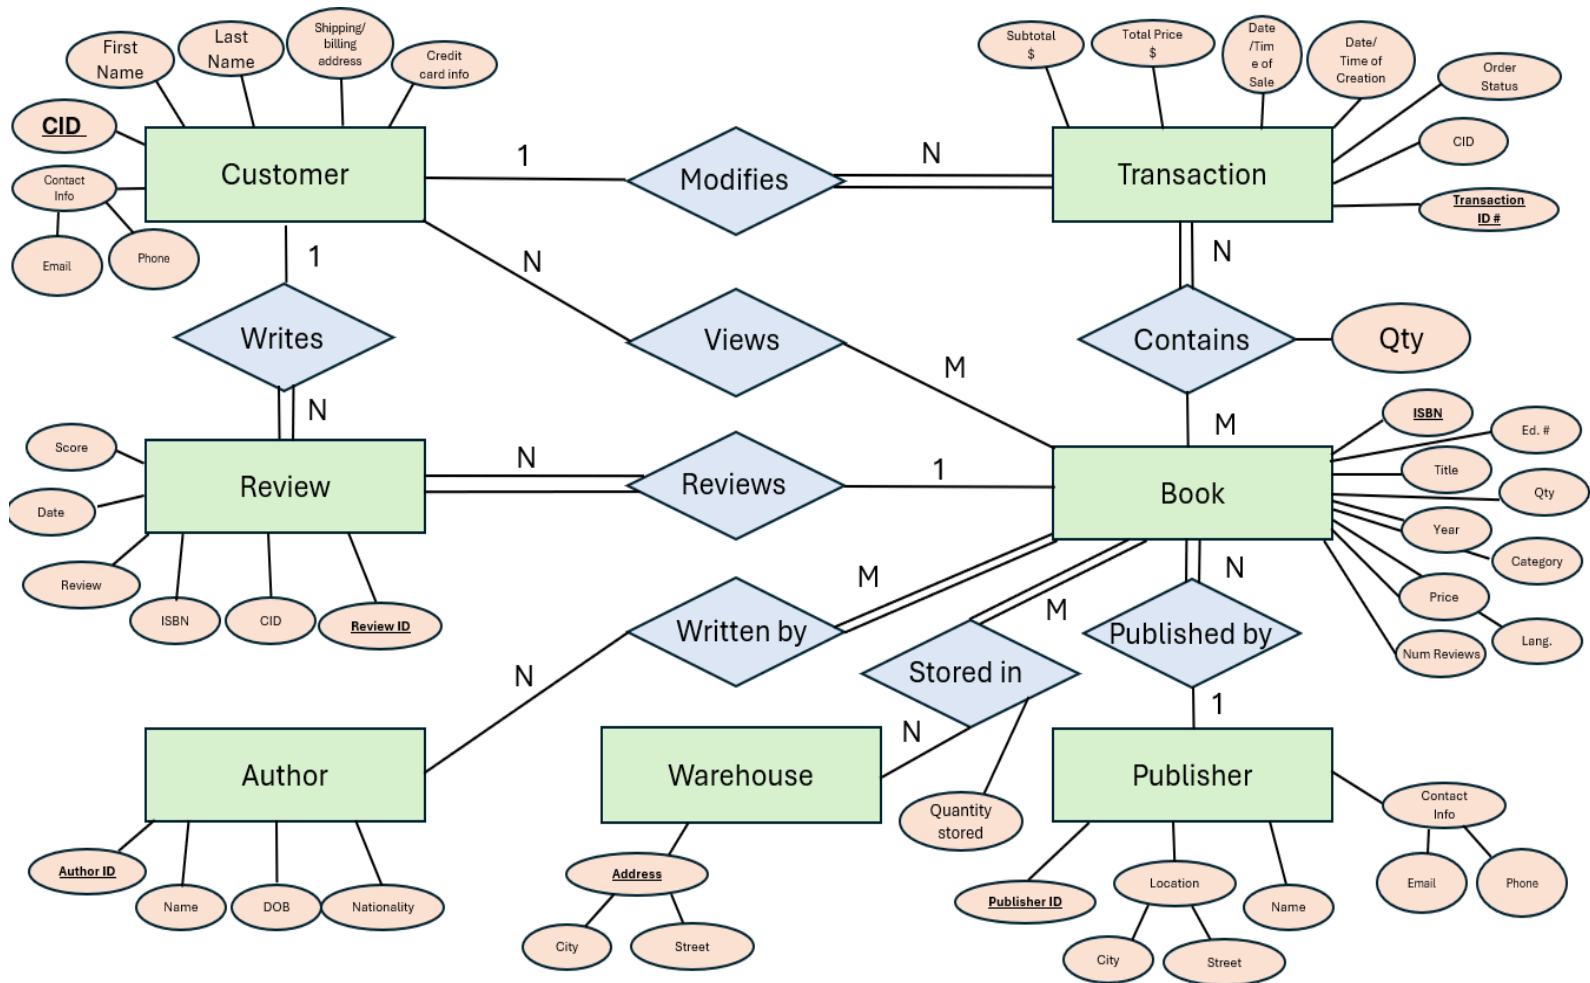 First
Name
Last
Name
Shipping/
billing
address
Credit
card info
CID
Contact
Info
Email
Phone
Customer
1
Modifies
N
Subtotal
$
Total Price
$
Date
/Tim
e of
Sale
Date/
Time of
Creation
Order
Status
CID
Transaction
ID #
Transaction
1
Writes
N
N
Views
M
N
Contains
Qty
M
Score
Date
Review
ISBN
CID
Review ID
Review
N
Reviews
1
Book
ISBN
Ed. #
Title
Qty
Year
Category
Price
Lang.
Num Reviews
M
Written by
N
M
Stored in
N
Quantity
stored
N
Published by
1
Author
Author ID
Name
DOB
Nationality
Warehouse
Address
City
Street
Publisher
Publisher ID
Location
City
Street
Name
Contact
Info
Email
Phone